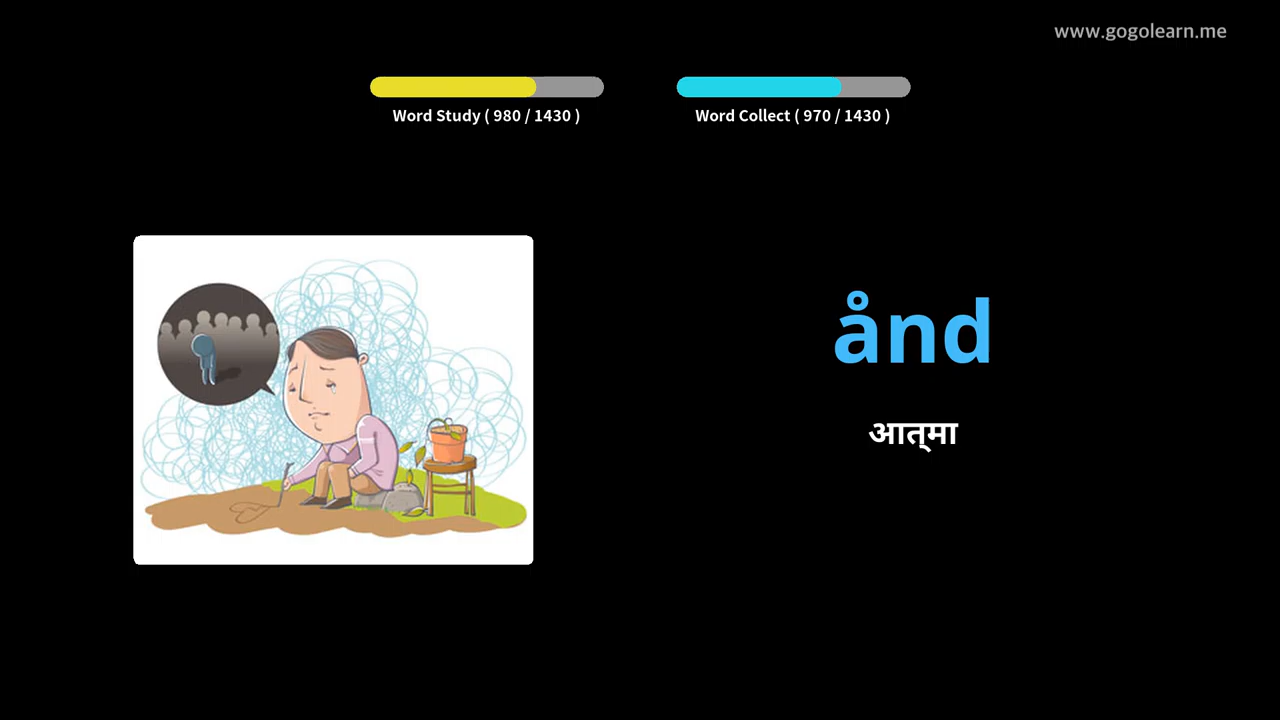 www.gogolearn.me
Word Study ( 980 / 1430 )
Word Collect ( 970 / 1430 )
ånd
आत्‌मा